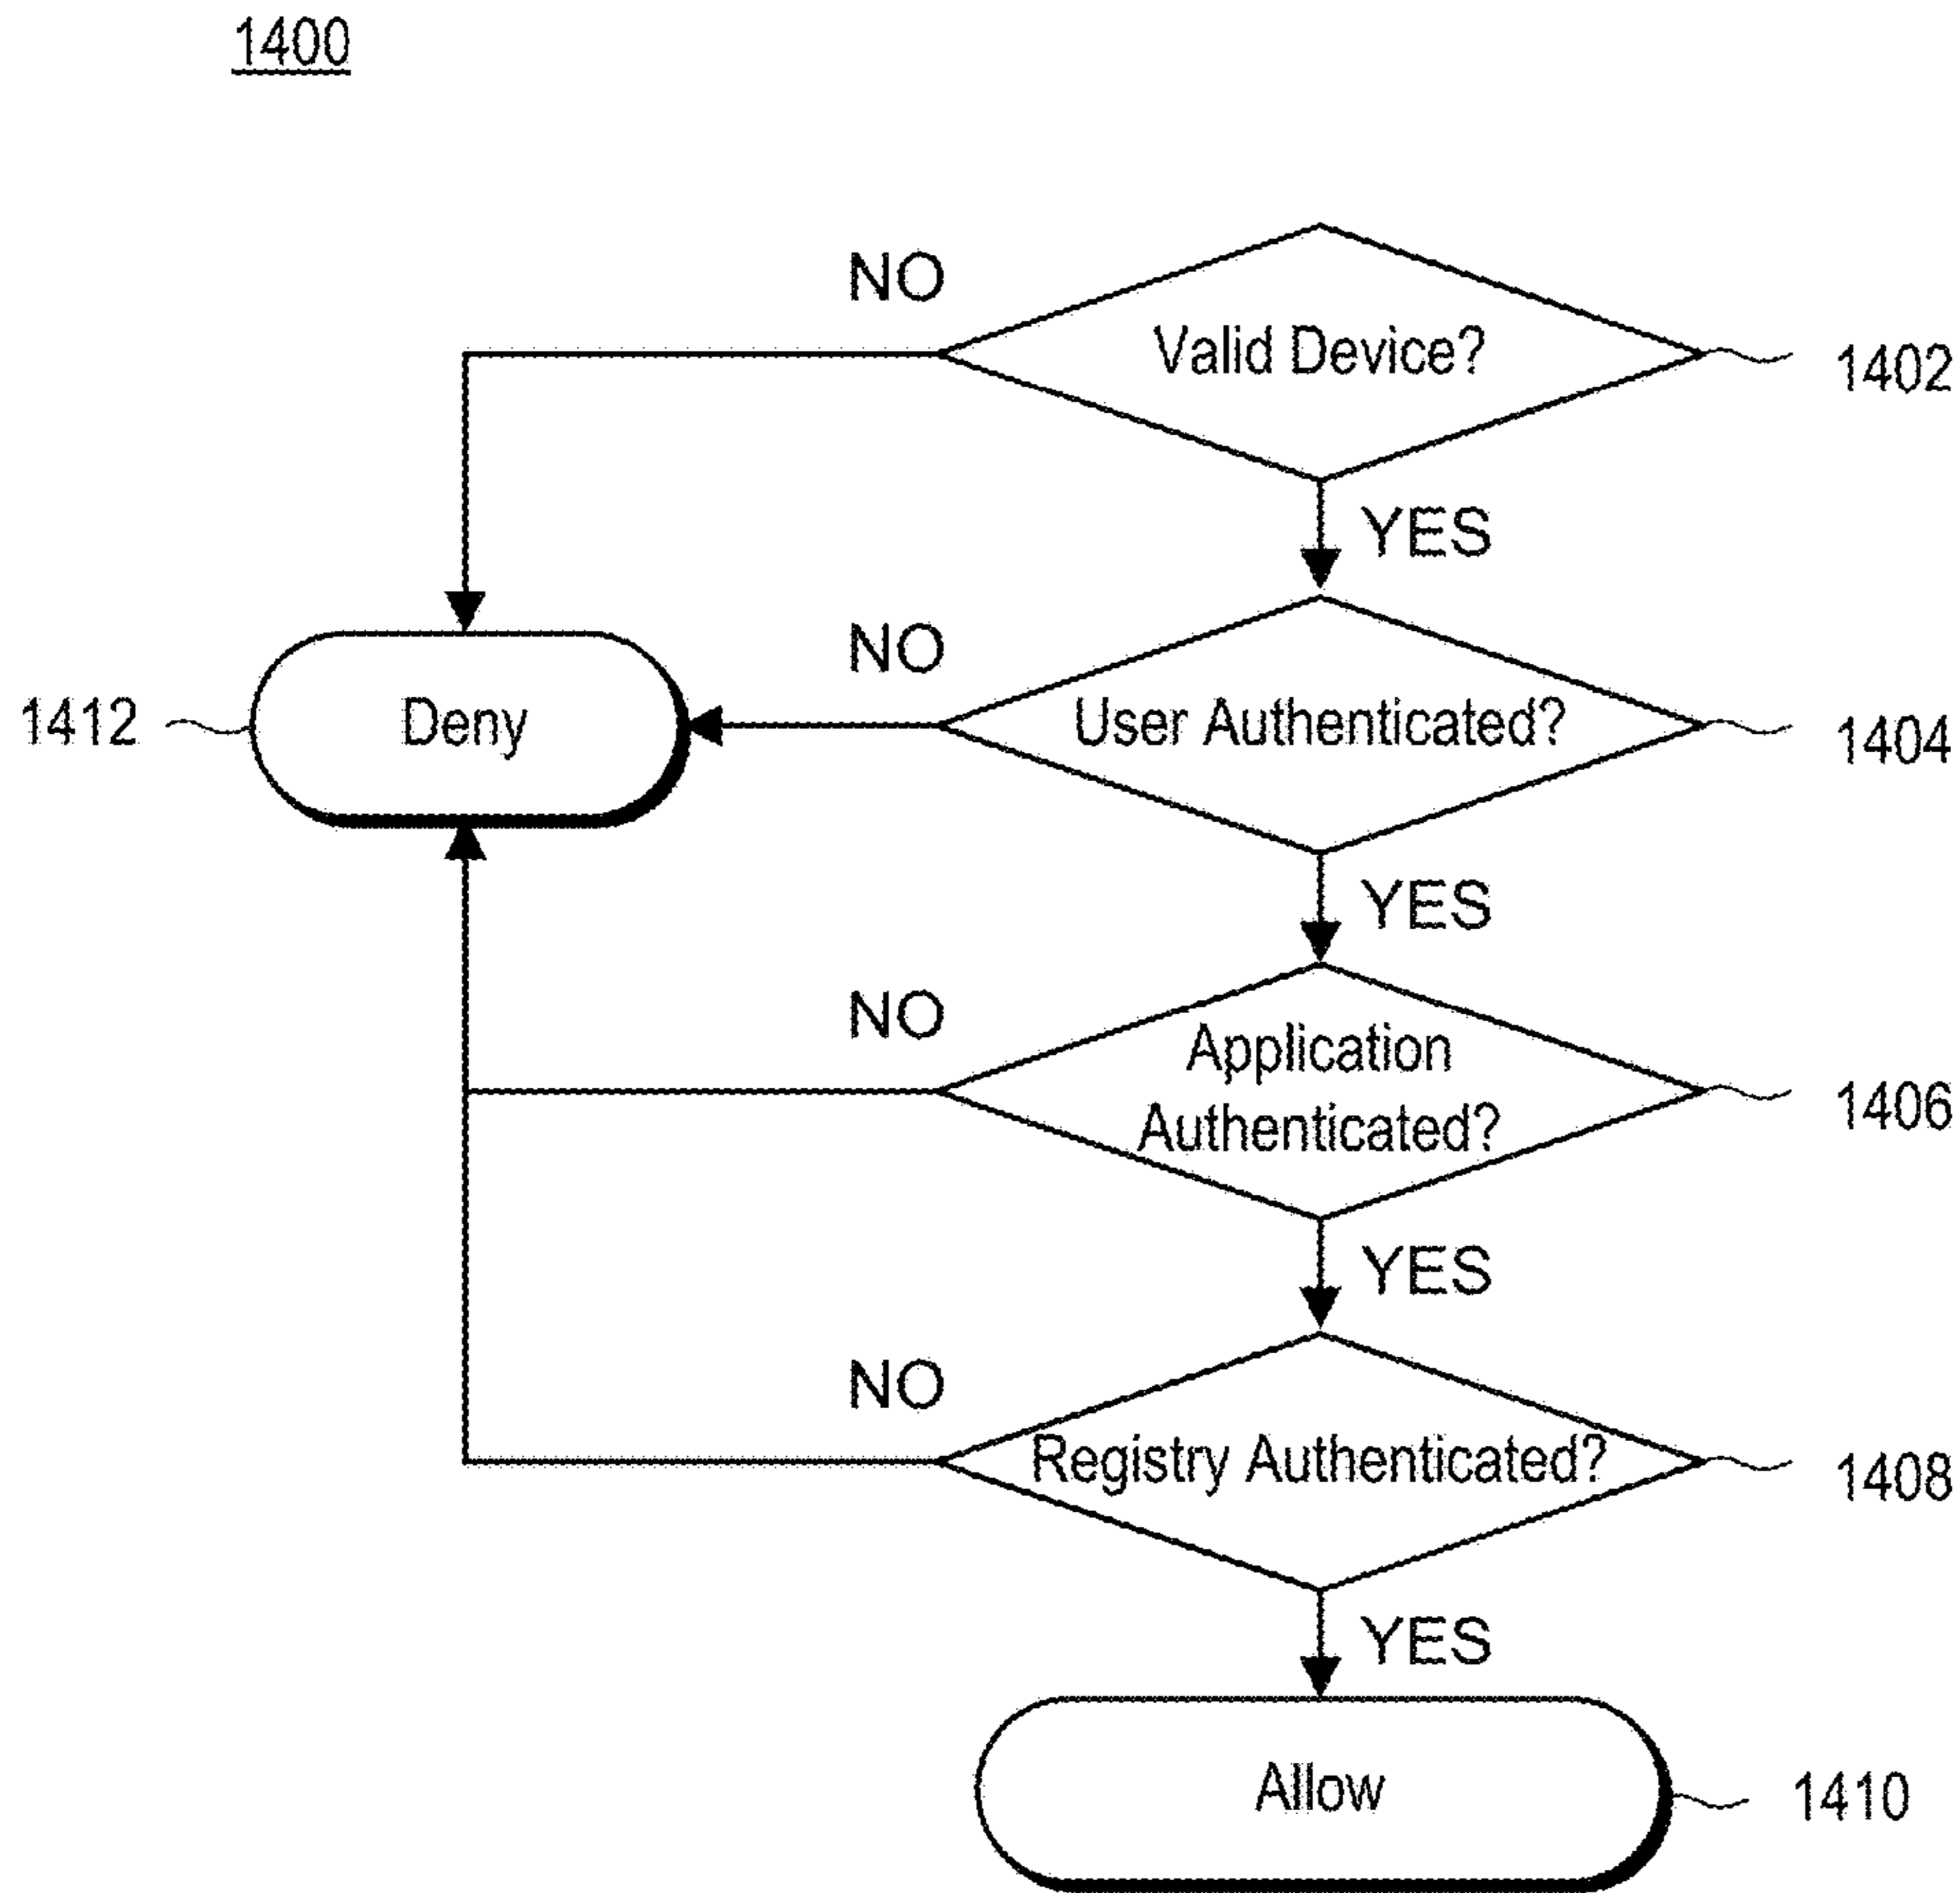 1400
NO
Valid Device?
1402
YES
NO
1412
Deny
User Authenticated?
1404
YES
NO
Application
Authenticated?
1406
YES
NO
Registry Authenticated?
1408
YES
Allow
1410